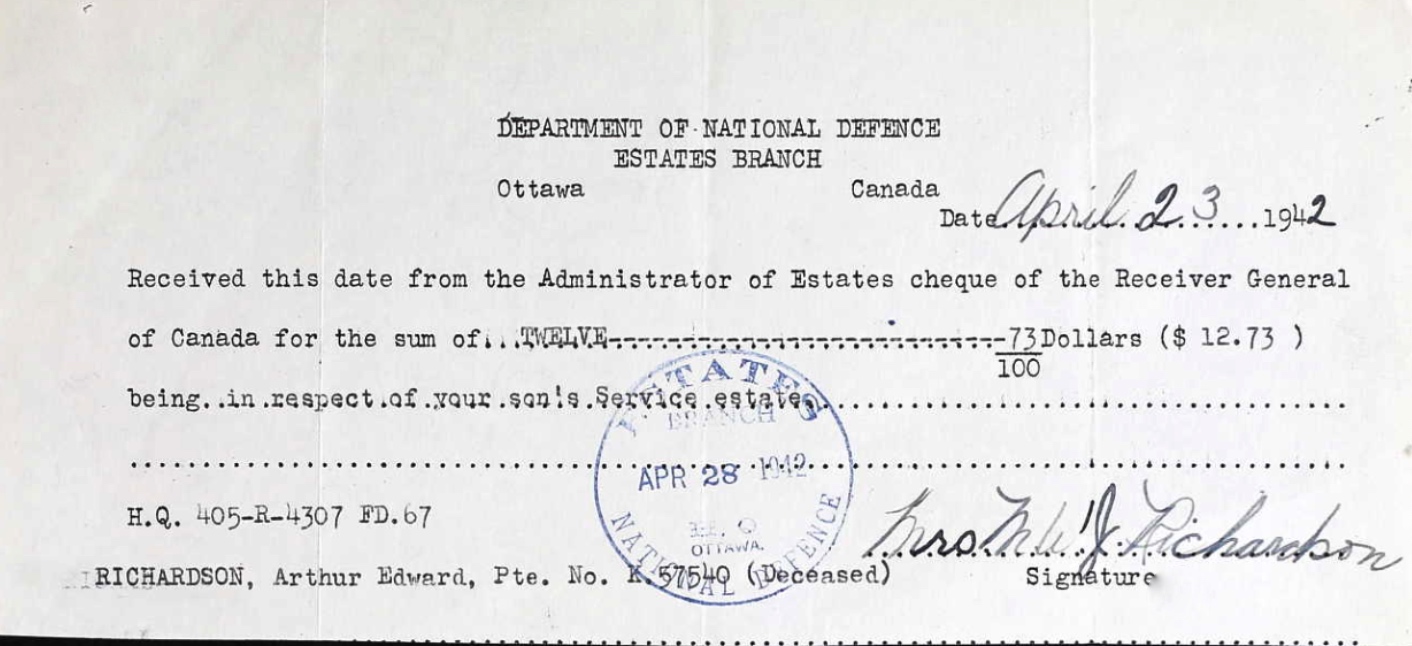 DEPARTMENT OF NATIONAL DEFENCE
ESTATES BRANCH
Ottawa Canada
Date April 23 1942
Received this date from the Administrator of Estates cheque of the Receiver General
of Canada for the sum of...TWELVE---------------------------73/100 Dollars ($ 12.73 )
being..in.respect.of.your.son's.Service.estate.
ESTATES
BRANCH
APR 28 1942
OTTAWA
NATIONAL DEFENCE
H.Q. 405-R-4307 FD.67
Mrs M W J Richardson
RICHARDSON, Arthur Edward, Pte. No. K.57540 (Deceased) Signature